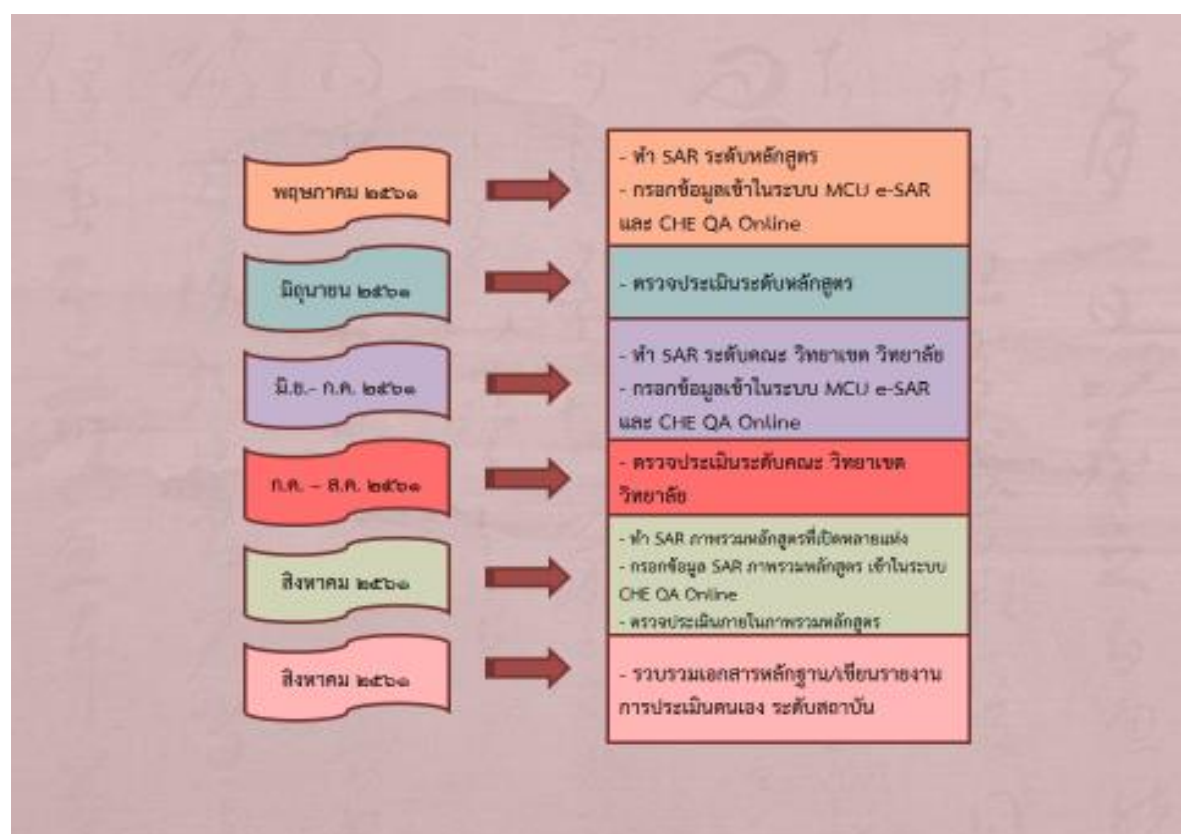 พฤษภาคม ๒๕๖๑
- ทำ SAR ระดับหลักสูตร
- กรอกข้อมูลเข้าในระบบ MCU e-SAR
และ CHE QA Online
มิถุนายน ๒๕๖๑
- ตรวจประเมินระดับหลักสูตร
มิ.ย.– ก.ค. ๒๕๖๑
- ทำ SAR ระดับคณะ วิทยาเขต วิทยาลัย
- กรอกข้อมูลเข้าในระบบ MCU e-SAR
และ CHE QA Online
ก.ค. – ส.ค. ๒๕๖๑
- ตรวจประเมินระดับคณะ วิทยาเขต
วิทยาลัย
สิงหาคม ๒๕๖๑
- ทำ SAR ภาพรวมหลักสูตรที่เปิดหลายแห่ง
- กรอกข้อมูล SAR ภาพรวมหลักสูตร เข้าในระบบ
CHE QA Online
- ตรวจประเมินภายในภาพรวมหลักสูตร
สิงหาคม ๒๕๖๑
- รวบรวมเอกสารหลักฐาน/เขียนรายงาน
การประเมินตนเอง ระดับสถาบัน